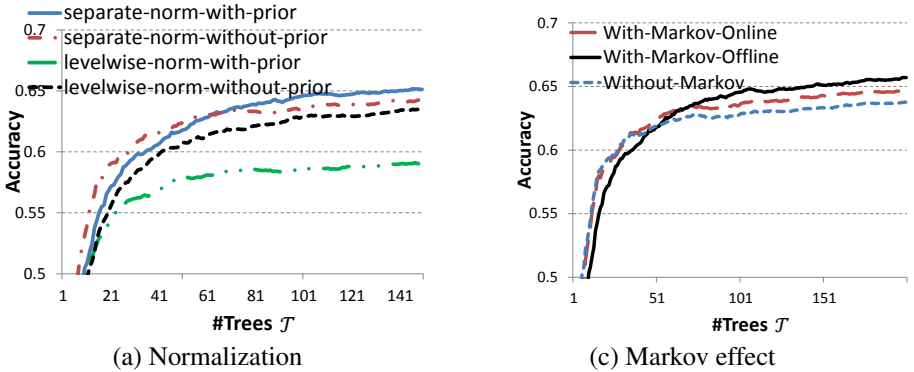 0.7
separate-norm-with-prior
separate-norm-without-prior
levelwise-norm-with-prior
levelwise-norm-without-prior
0.65
0.6
0.55
0.5
Accuracy
1 21 41 61 81 101 121 141
#Trees 𝒯
(a) Normalization
0.7
With-Markov-Online
With-Markov-Offline
Without-Markov
0.65
0.6
0.55
0.5
Accuracy
1 51 101 151
#Trees 𝒯
(c) Markov effect